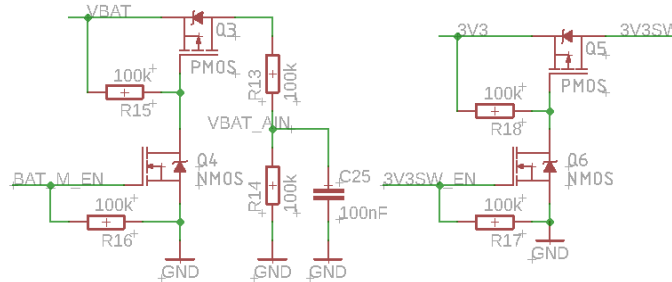 VBAT
Q3
PMOS
100k
R15
R13
100k
VBAT_AIN
Q4
NMOS
BAT_M_EN
100k
R16
R14
100k
C25
100nF
GND
GND
GND
3V3
3V3SW
Q5
PMOS
100k
R18
Q6
NMOS
3V3SW_EN
100k
R17
GND